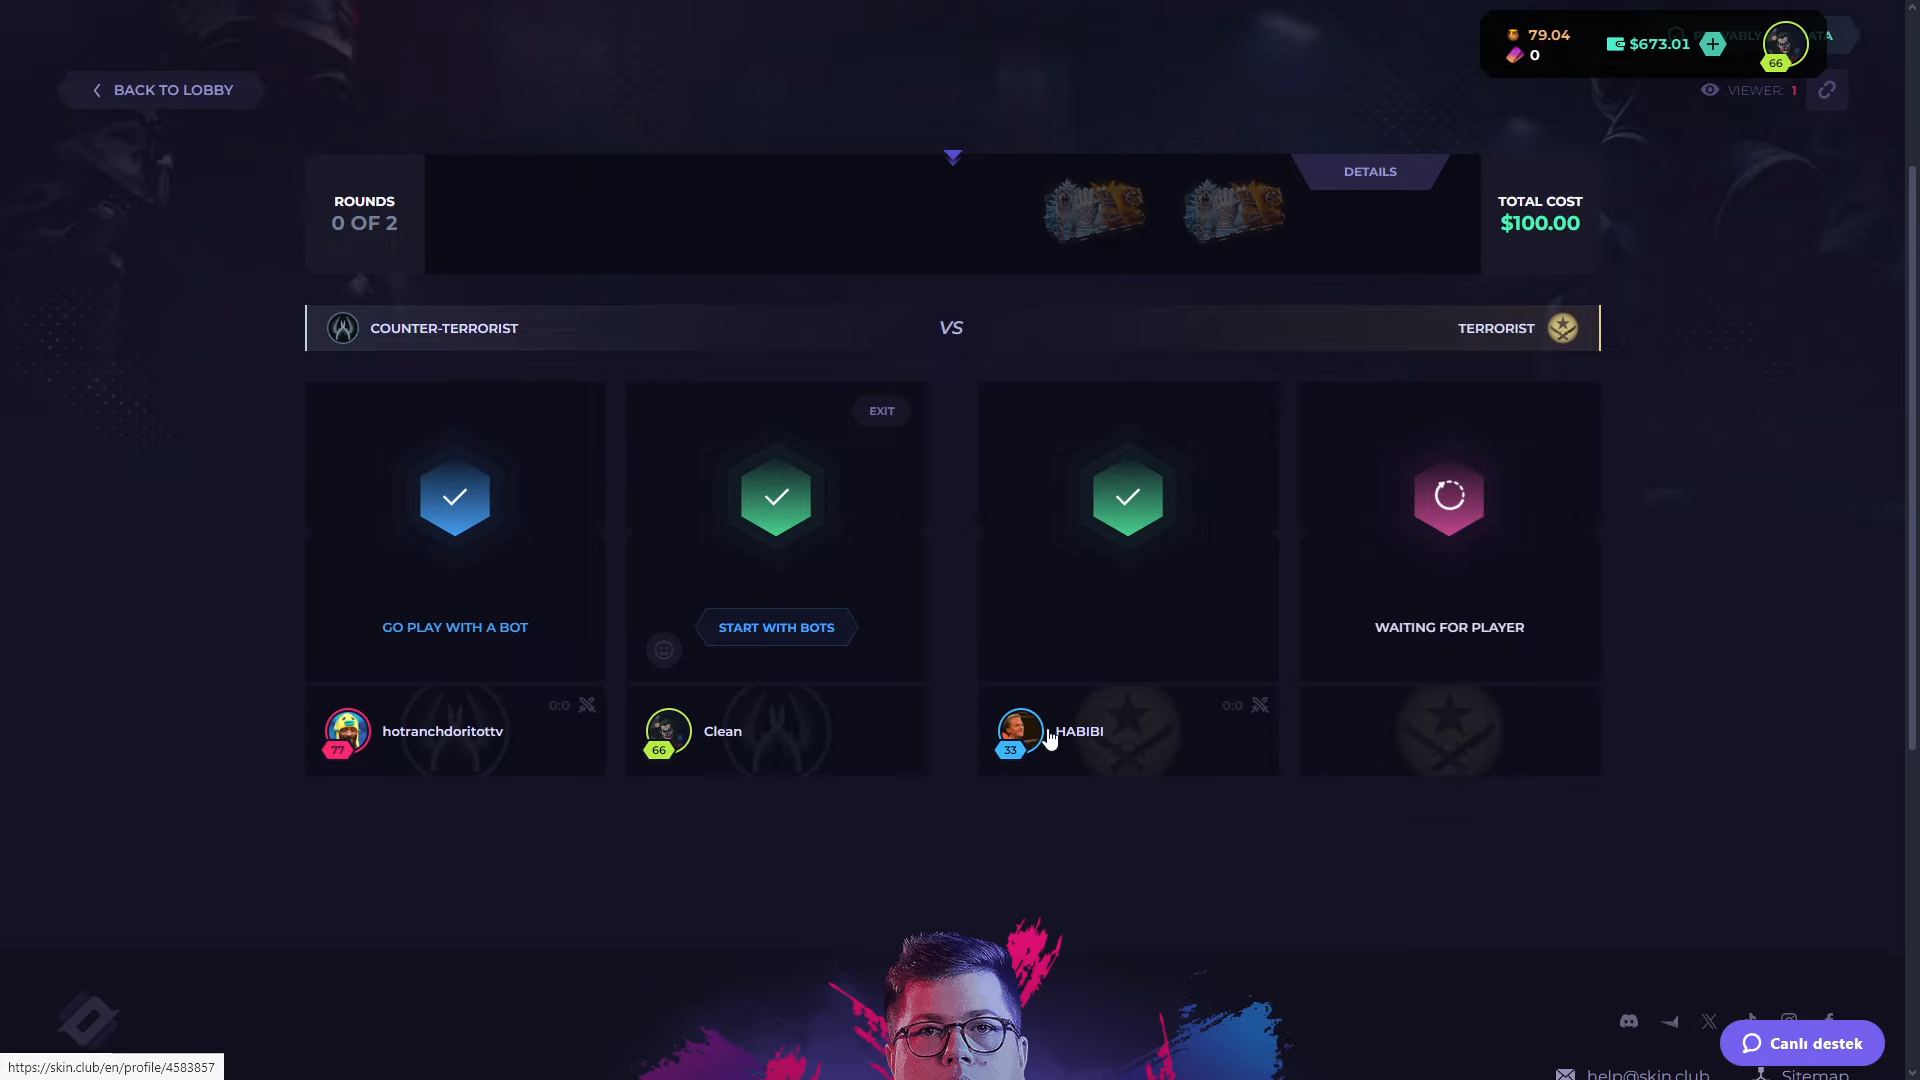 79.04
0
$673.01
66
BACK TO LOBBY
VIEWER: 1
ROUNDS
0 OF 2
DETAILS
TOTAL COST
$100.00
COUNTER-TERRORIST
VS
TERRORIST
EXIT
GO PLAY WITH A BOT
START WITH BOTS
WAITING FOR PLAYER
0:0
0:0
77
hotranchdoritottv
66
Clean
33
HABIBI
Canlı destek
https://skin.club/en/profile/4583857
help@skin.club
Sitemap